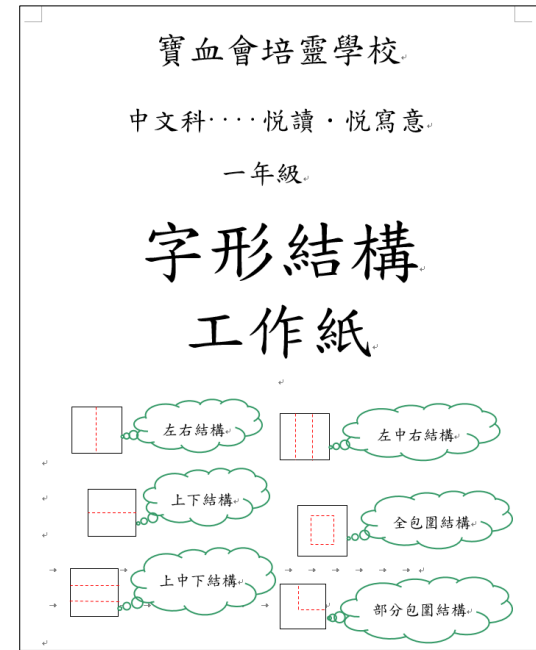 寶血會培靈學校
中文科····悅讀·悅寫意
一年級
字形結構
工作紙
左右結構
左中右結構
上下結構
全包圍結構
上中下結構
部分包圍結構